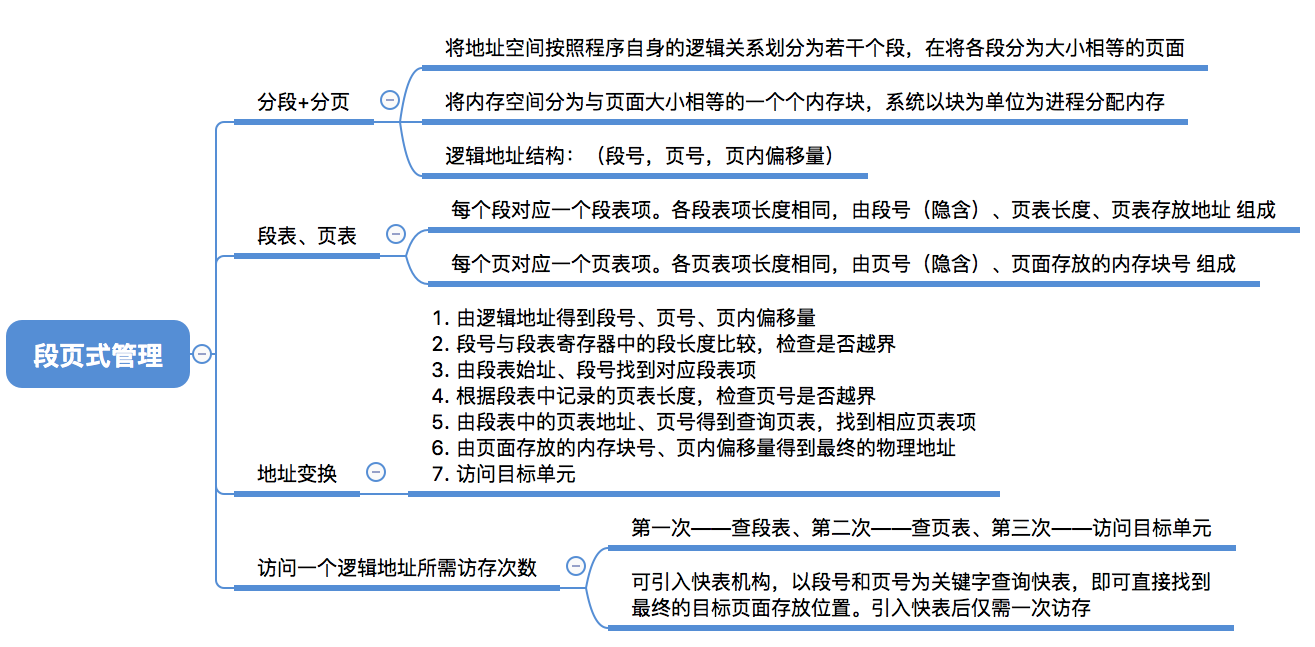 将地址空间按照程序自身的逻辑关系划分为若干个段，在将各段分为大小相等的页面
分段+分页
将内存空间分为与页面大小相等的一个个内存块，系统以块为单位为进程分配内存
逻辑地址结构：（段号，页号，页内偏移量）
每个段对应一个段表项。各段表项长度相同，由段号（隐含）、页表长度、页表存放地址 组成
段表、页表
每个页对应一个页表项。各页表项长度相同，由页号（隐含）、页面存放的内存块号 组成
段页式管理
1. 由逻辑地址得到段号、页号、页内偏移量
2. 段号与段表寄存器中的段长度比较，检查是否越界
3. 由段表始址、段号找到对应段表项
4. 根据段表中记录的页表长度，检查页号是否越界
5. 由段表中的页表地址、页号得到查询页表，找到相应页表项
6. 由页面存放的内存块号、页内偏移量得到最终的物理地址
7. 访问目标单元
地址变换
第一次——查段表、第二次——查页表、第三次——访问目标单元
访问一个逻辑地址所需访存次数
可引入快表机构，以段号和页号为关键字查询快表，即可直接找到
最终的目标页面存放位置。引入快表后仅需一次访存